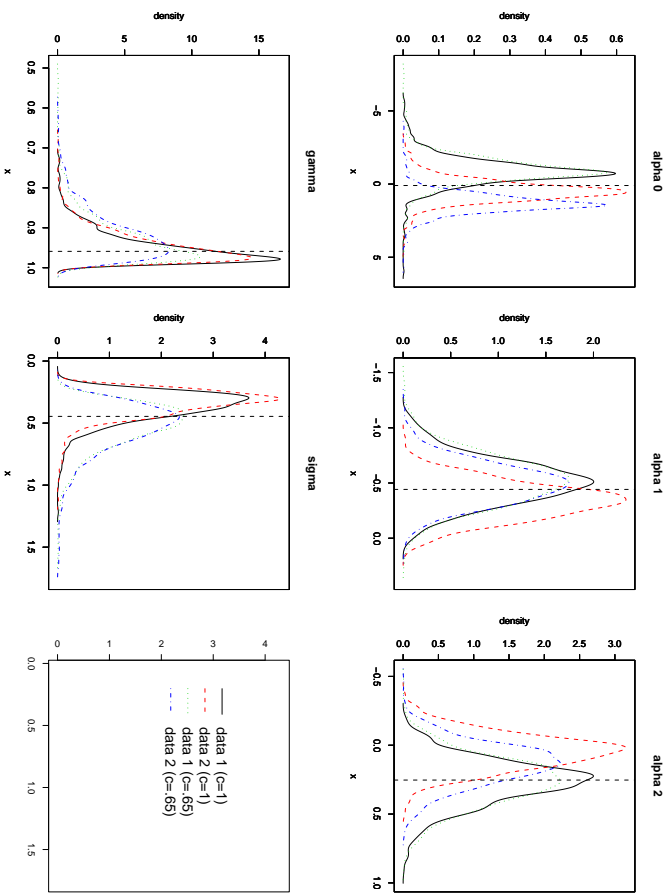 alpha 0
density
0.0 0.1 0.2 0.3 0.4 0.5 0.6
-5 0 5
x
alpha 1
density
0.0 0.5 1.0 1.5 2.0
-1.5 -1.0 -0.5 0.0
x
alpha 2
density
0.0 0.5 1.0 1.5 2.0 2.5 3.0
-0.5 0.0 0.5 1.0
x
gamma
density
0 5 10 15
0.5 0.6 0.7 0.8 0.9 1.0
x
sigma
density
0 1 2 3 4
0.0 0.5 1.0 1.5
x
0 1 2 3 4
0.0 0.5 1.0 1.5
data 1 (c=1)
data 2 (c=1)
data 1 (c=.65)
data 2 (c=.65)